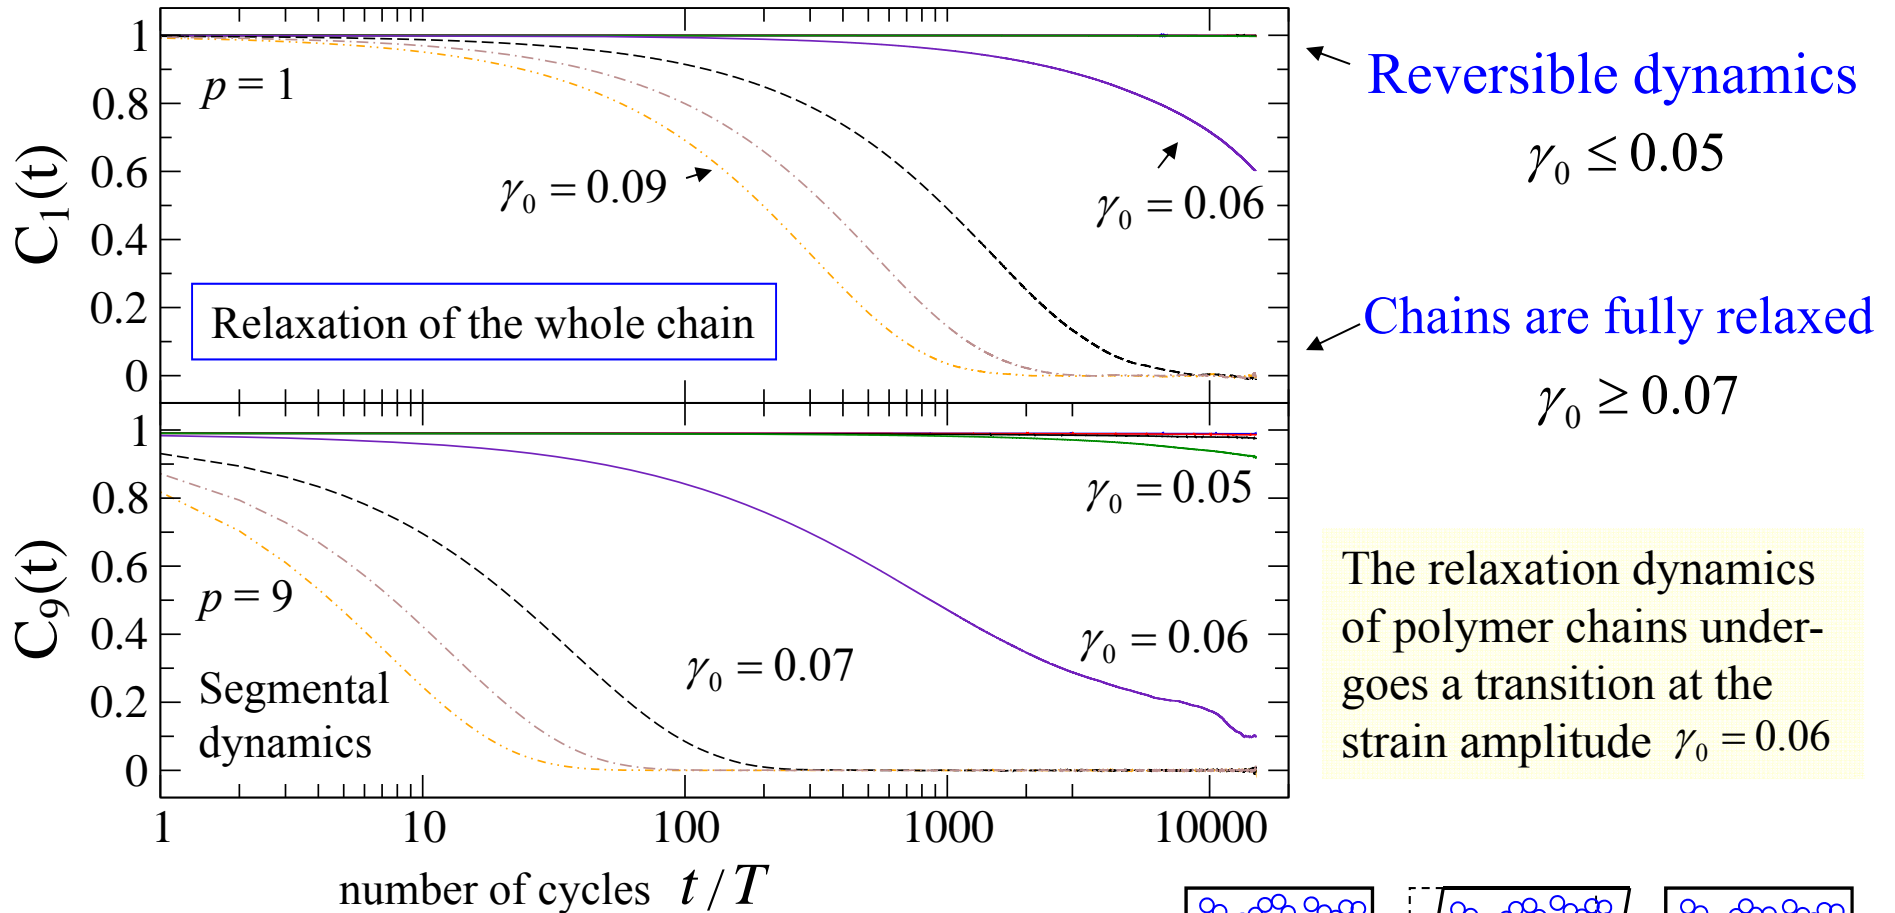 1
0.8
0.6
0.4
0.2
0
C₁(t)
p = 1
γ₀ = 0.09
γ₀ = 0.06
Relaxation of the whole chain
Reversible dynamics
γ₀ ≤ 0.05
Chains are fully relaxed
γ₀ ≥ 0.07
1
0.8
0.6
0.4
0.2
0
C₉(t)
p = 9
Segmental
dynamics
γ₀ = 0.05
γ₀ = 0.06
γ₀ = 0.07
1 10 100 1000 10000
number of cycles t / T
The relaxation dynamics
of polymer chains under-
goes a transition at the
strain amplitude γ₀ = 0.06